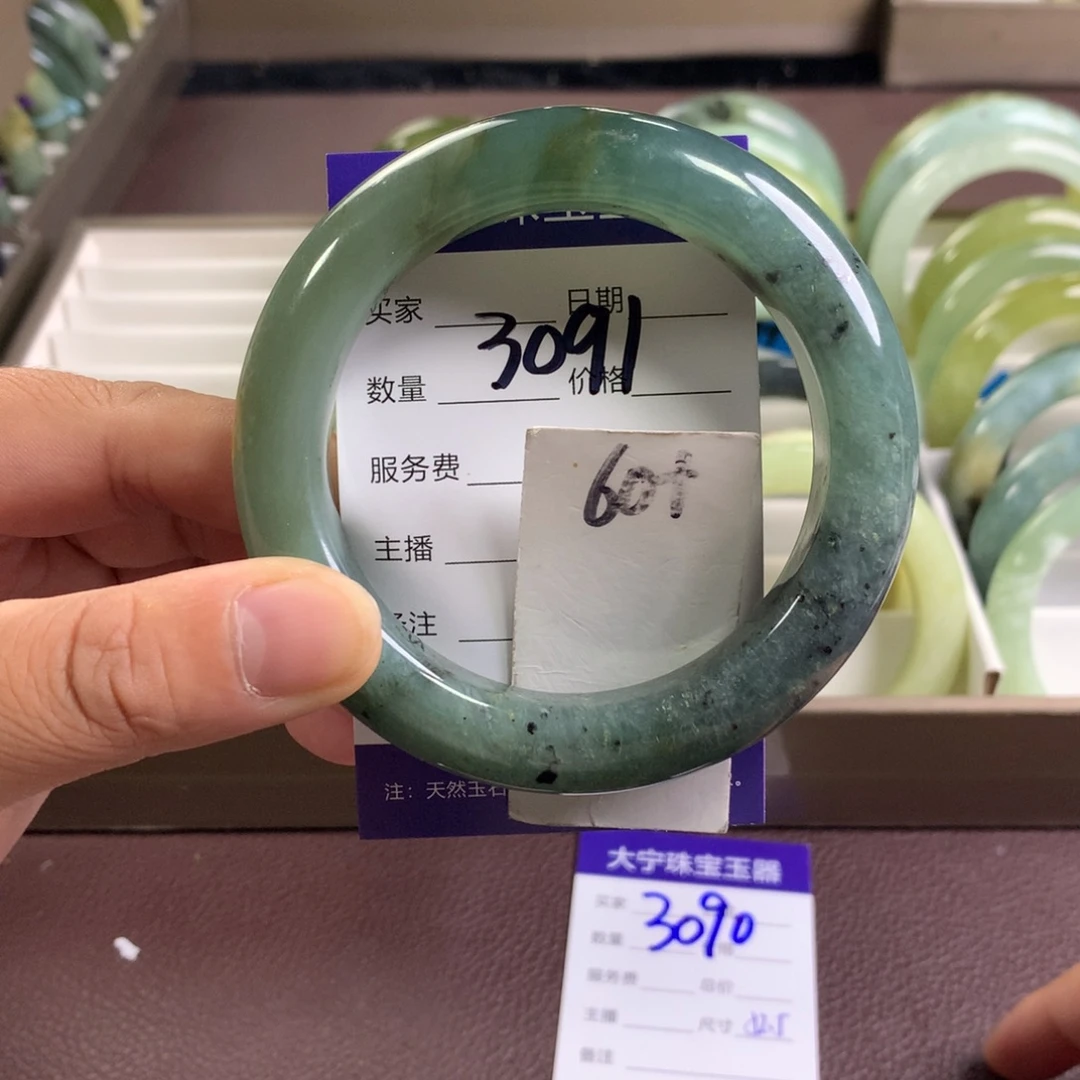 买家 日期
3091
数量 价格
服务费
60+
主播
注
注：天然玉石
大宁珠宝玉器
买家
3090
数量
服务费 总价
主播 尺寸
备注